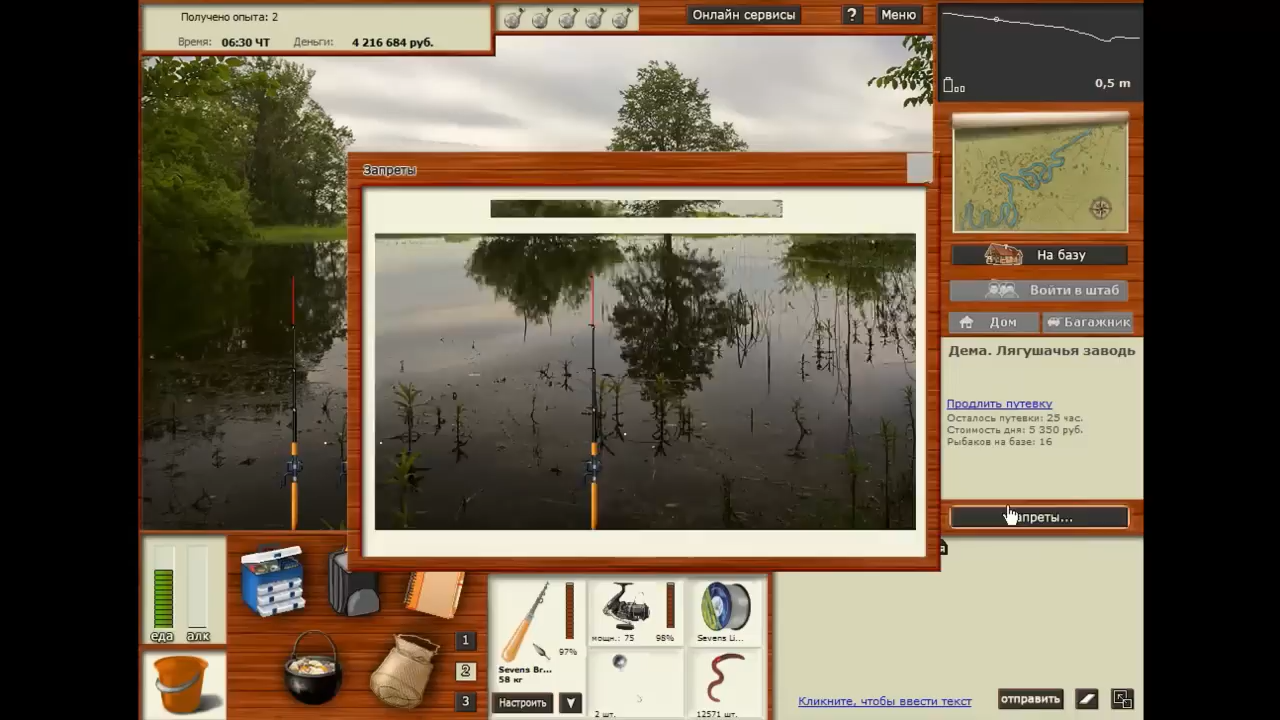 Получено опыта: 2
Время: 06:30 ЧТ Деньги: 4 216 684 руб.
Онлайн сервисы
?
Меню
0,5 m
Запреты
На базу
Войти в штаб
Дом
Багажник
Дема. Лягушачья заводь
Продлить путевку
Осталось путевки: 25 час.
Стоимость дня: 5 350 руб.
Рыбаков на базе: 16
апреты...
еда алк
1
2
3
97%
Sevens Br...
58 кг
Настроить
мощн.: 75 98%
Sevens Li...
2 шт.
12571 шт.
Кликните, чтобы ввести текст
отправить